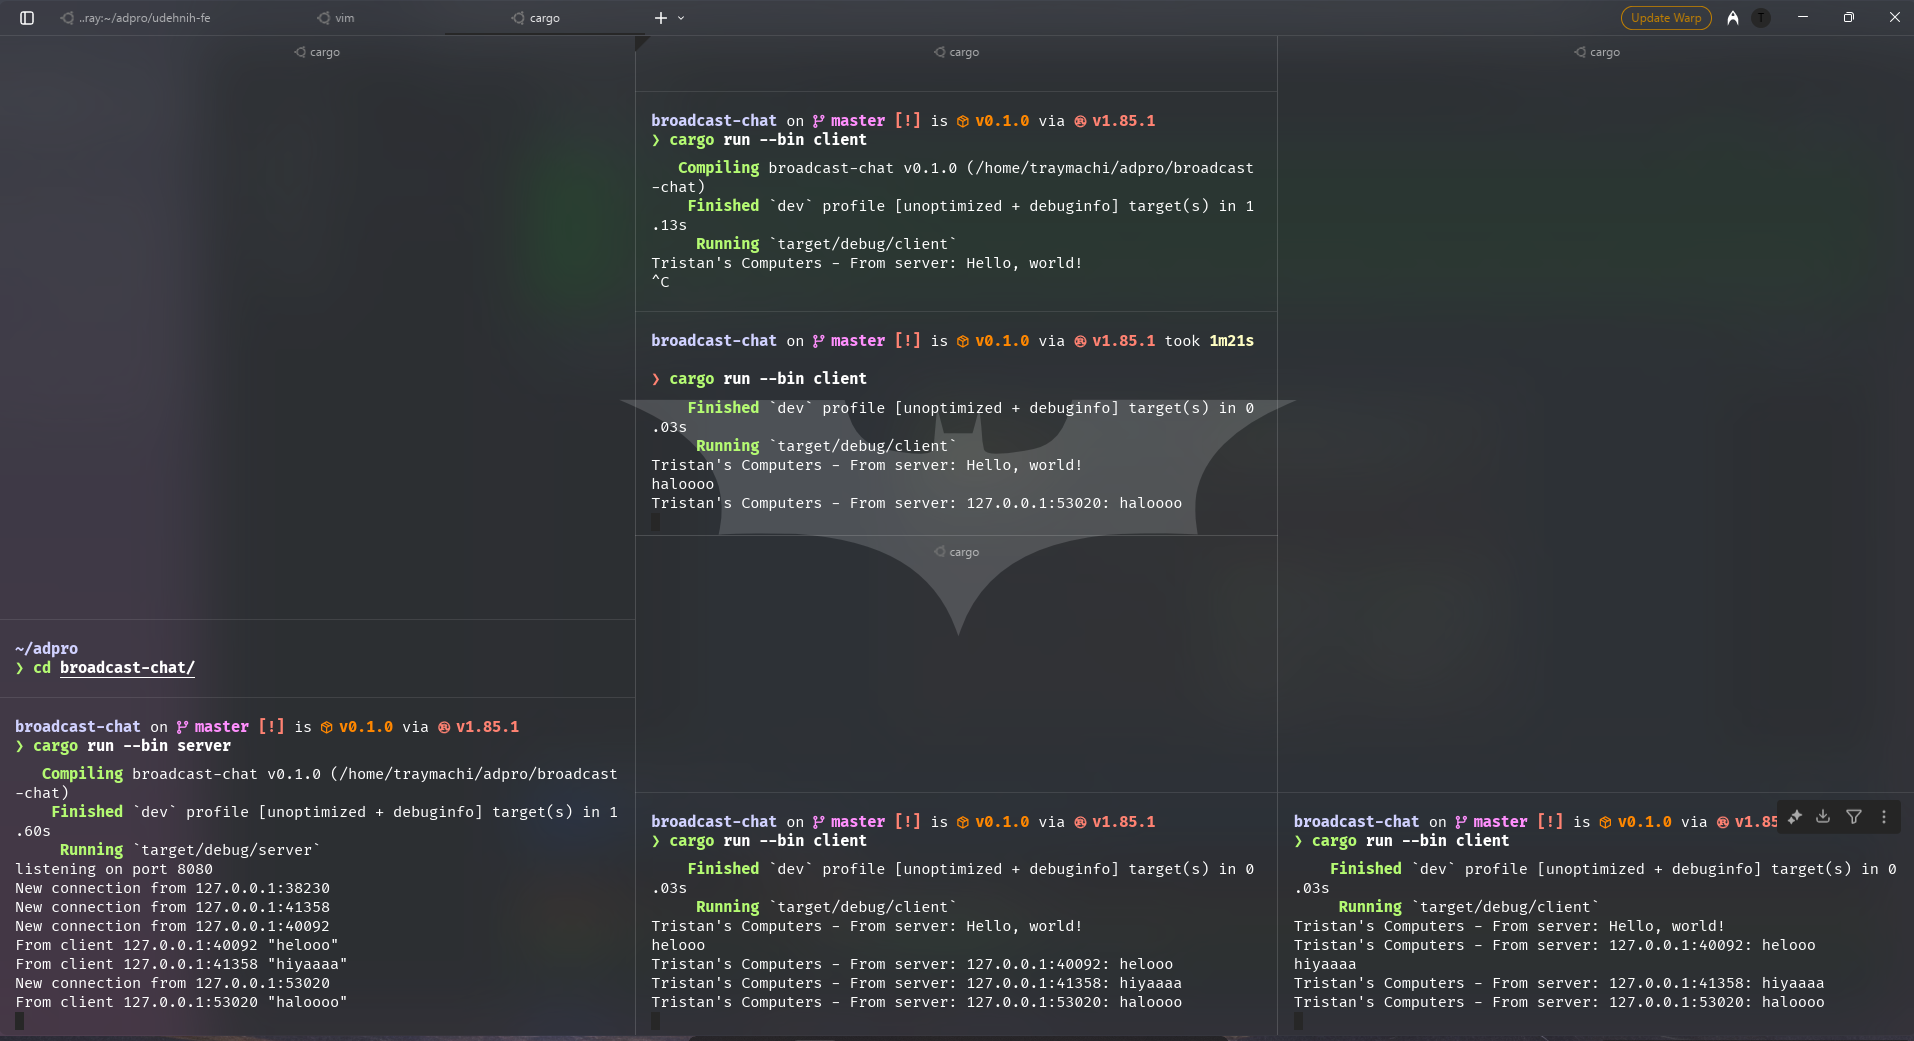 ..ray:~/adpro/udehnih-fe
vim
cargo
Update Warp
T
cargo
~/adpro
❯ cd broadcast-chat/
broadcast-chat on master [!] is v0.1.0 via v1.85.1
❯ cargo run --bin server
Compiling broadcast-chat v0.1.0 (/home/traymachi/adpro/broadcast
-chat)
Finished `dev` profile [unoptimized + debuginfo] target(s) in 1
.60s
Running `target/debug/server`
listening on port 8080
New connection from 127.0.0.1:38230
New connection from 127.0.0.1:41358
New connection from 127.0.0.1:40092
From client 127.0.0.1:40092 "helooo"
From client 127.0.0.1:41358 "hiyaaaa"
New connection from 127.0.0.1:53020
From client 127.0.0.1:53020 "haloooo"
cargo
broadcast-chat on master [!] is v0.1.0 via v1.85.1
❯ cargo run --bin client
Compiling broadcast-chat v0.1.0 (/home/traymachi/adpro/broadcast
-chat)
Finished `dev` profile [unoptimized + debuginfo] target(s) in 1
.13s
Running `target/debug/client`
Tristan's Computers - From server: Hello, world!
^C
broadcast-chat on master [!] is v0.1.0 via v1.85.1 took 1m21s
❯ cargo run --bin client
Finished `dev` profile [unoptimized + debuginfo] target(s) in 0
.03s
Running `target/debug/client`
Tristan's Computers - From server: Hello, world!
haloooo
Tristan's Computers - From server: 127.0.0.1:53020: haloooo
cargo
broadcast-chat on master [!] is v0.1.0 via v1.85.1
❯ cargo run --bin client
Finished `dev` profile [unoptimized + debuginfo] target(s) in 0
.03s
Running `target/debug/client`
Tristan's Computers - From server: Hello, world!
helooo
Tristan's Computers - From server: 127.0.0.1:40092: helooo
Tristan's Computers - From server: 127.0.0.1:41358: hiyaaaa
Tristan's Computers - From server: 127.0.0.1:53020: haloooo
cargo
broadcast-chat on master [!] is v0.1.0 via v1.85
❯ cargo run --bin client
Finished `dev` profile [unoptimized + debuginfo] target(s) in 0
.03s
Running `target/debug/client`
Tristan's Computers - From server: Hello, world!
Tristan's Computers - From server: 127.0.0.1:40092: helooo
hiyaaaa
Tristan's Computers - From server: 127.0.0.1:41358: hiyaaaa
Tristan's Computers - From server: 127.0.0.1:53020: haloooo